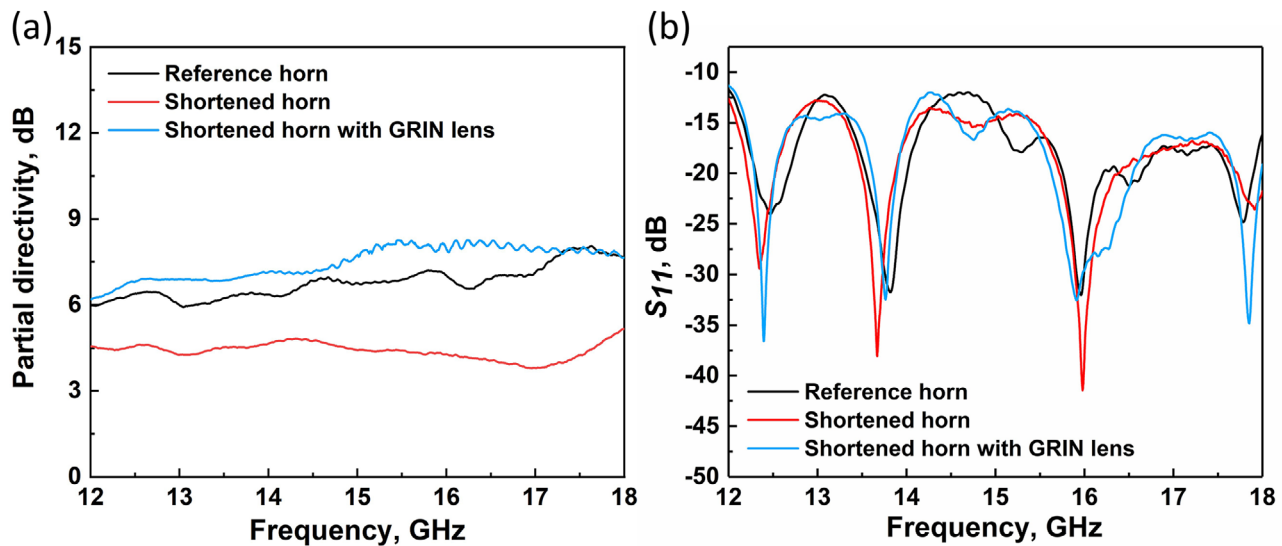 (a)
15
12
9
6
3
0
Partial directivity, dB
Reference horn
Shortened horn
Shortened horn with GRIN lens
12 13 14 15 16 17 18
Frequency, GHz
(b)
-10
-15
-20
-25
-30
-35
-40
-45
-50
S11, dB
Reference horn
Shortened horn
Shortened horn with GRIN lens
12 13 14 15 16 17 18
Frequency, GHz